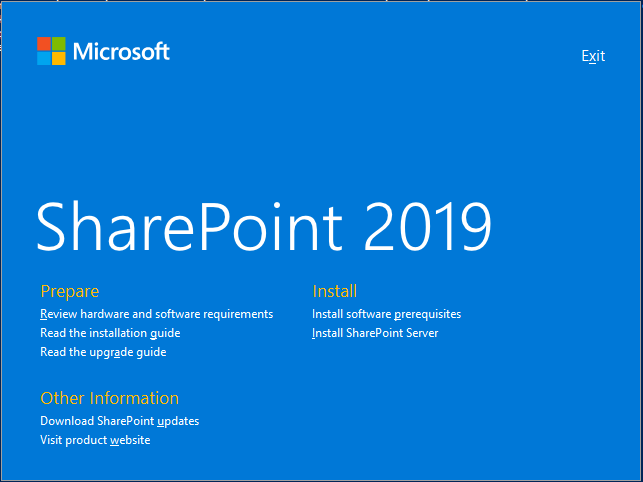 Microsoft
Exit
SharePoint 2019
Prepare
Review hardware and software requirements
Read the installation guide
Read the upgrade guide
Install
Install software prerequisites
Install SharePoint Server
Other Information
Download SharePoint updates
Visit product website